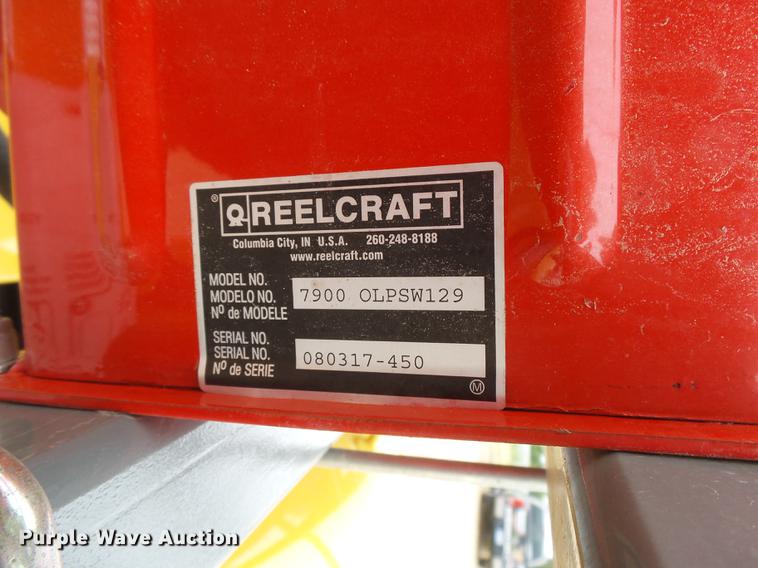 ® REELCRAFT
Columbia City, IN U.S.A. 260-248-8188
www.reelcraft.com
MODEL NO.
MODELO NO. 7900 OLPSW129
Nº de MODÈLE
SERIAL NO.
SERIAL NO. 080317-450
Nº de SERIE
M
Purple Wave Auction